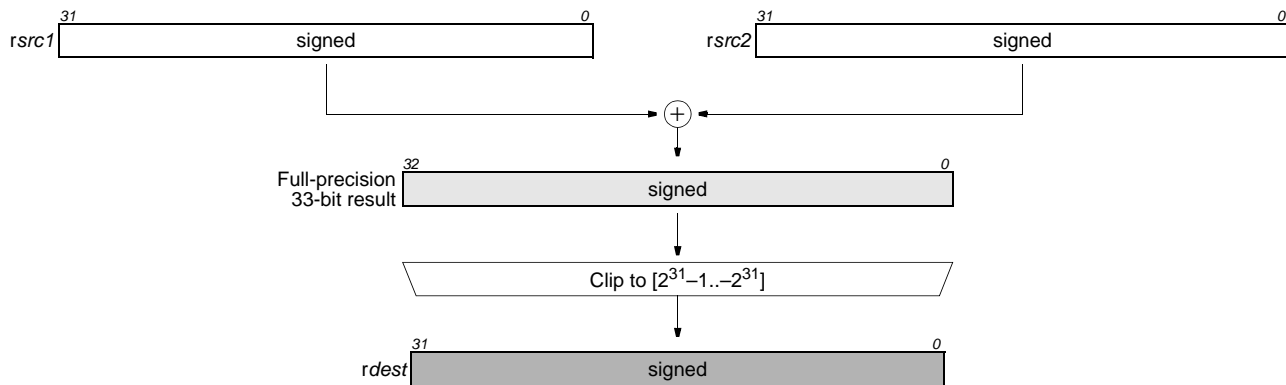 31 0 31 0
rsrc1 signed rsrc2 signed
+
32 0
Full-precision
33-bit result
signed
Clip to [2³¹–1..–2³¹]
31 0
rdest signed